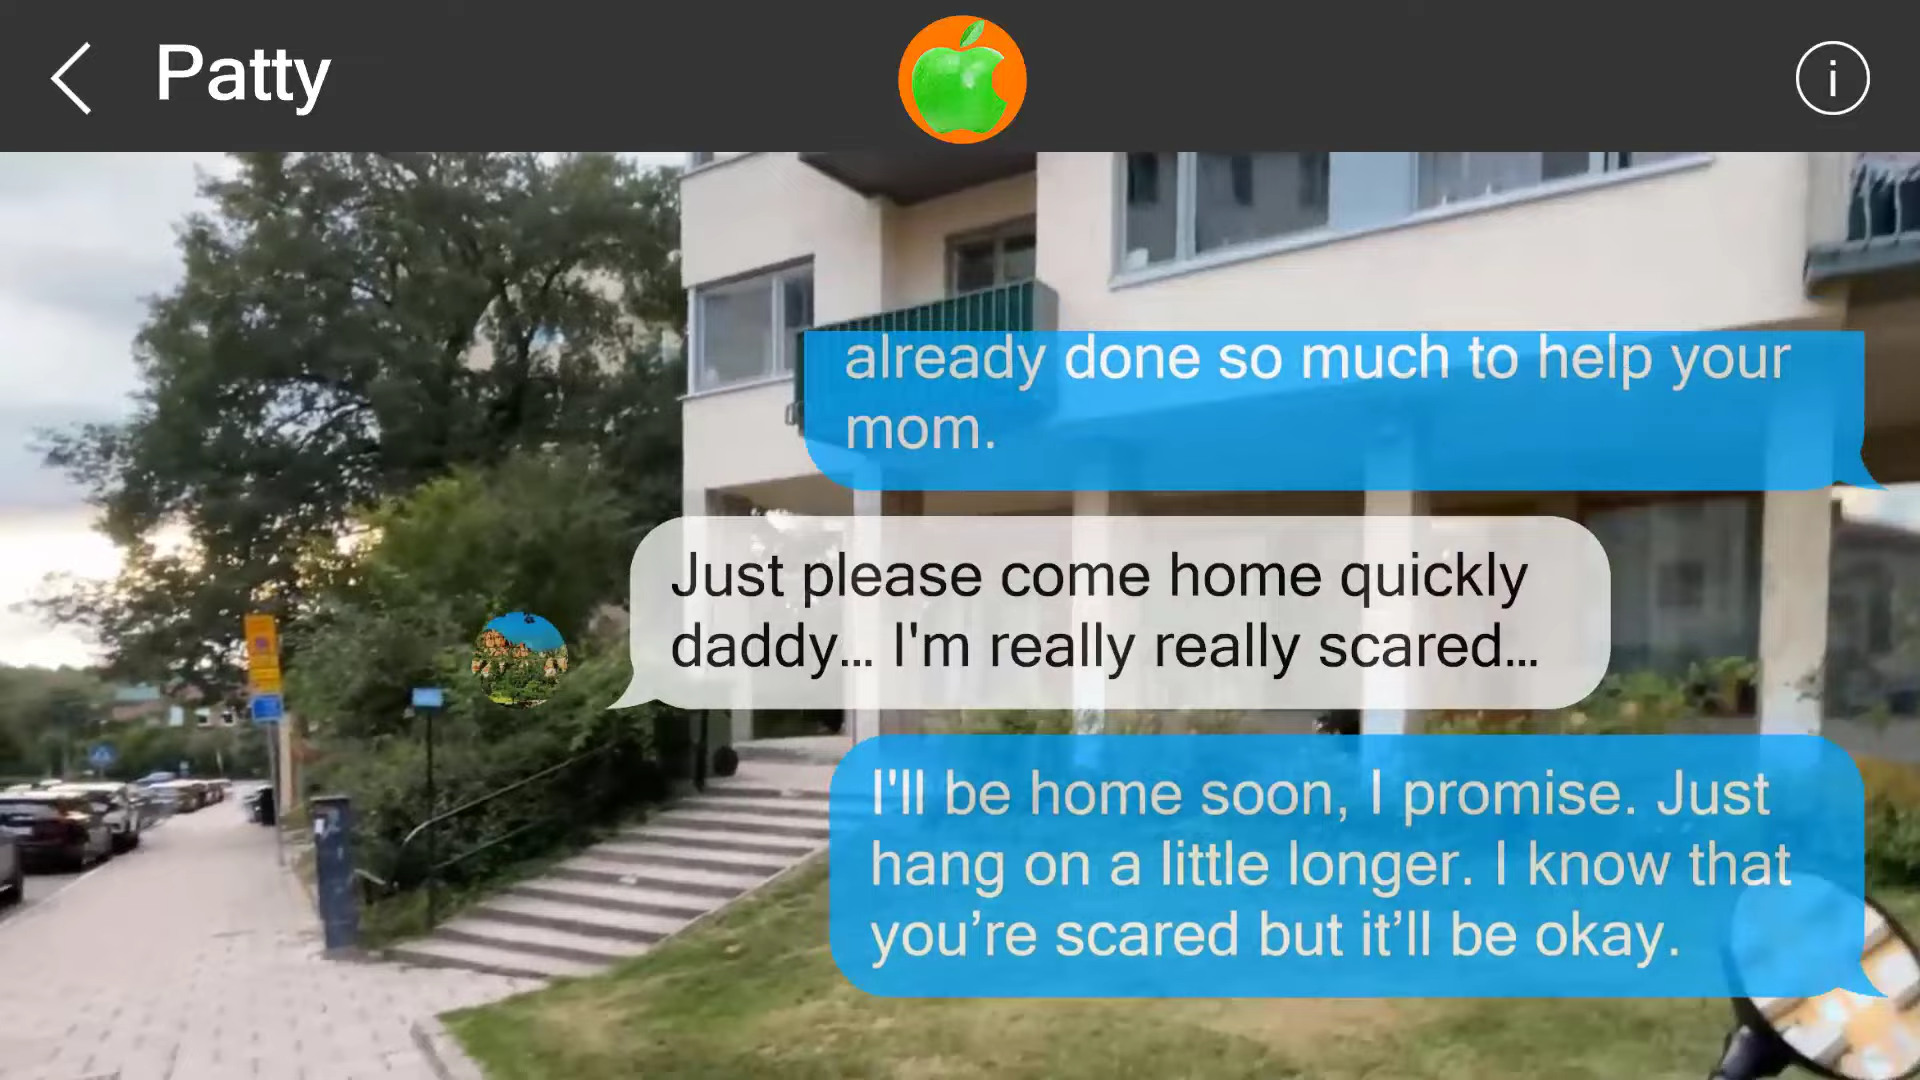 Patty
already done so much to help your
mom.
Just please come home quickly
daddy... I'm really really scared...
I'll be home soon, I promise. Just
hang on a little longer. I know that
you’re scared but it’ll be okay.